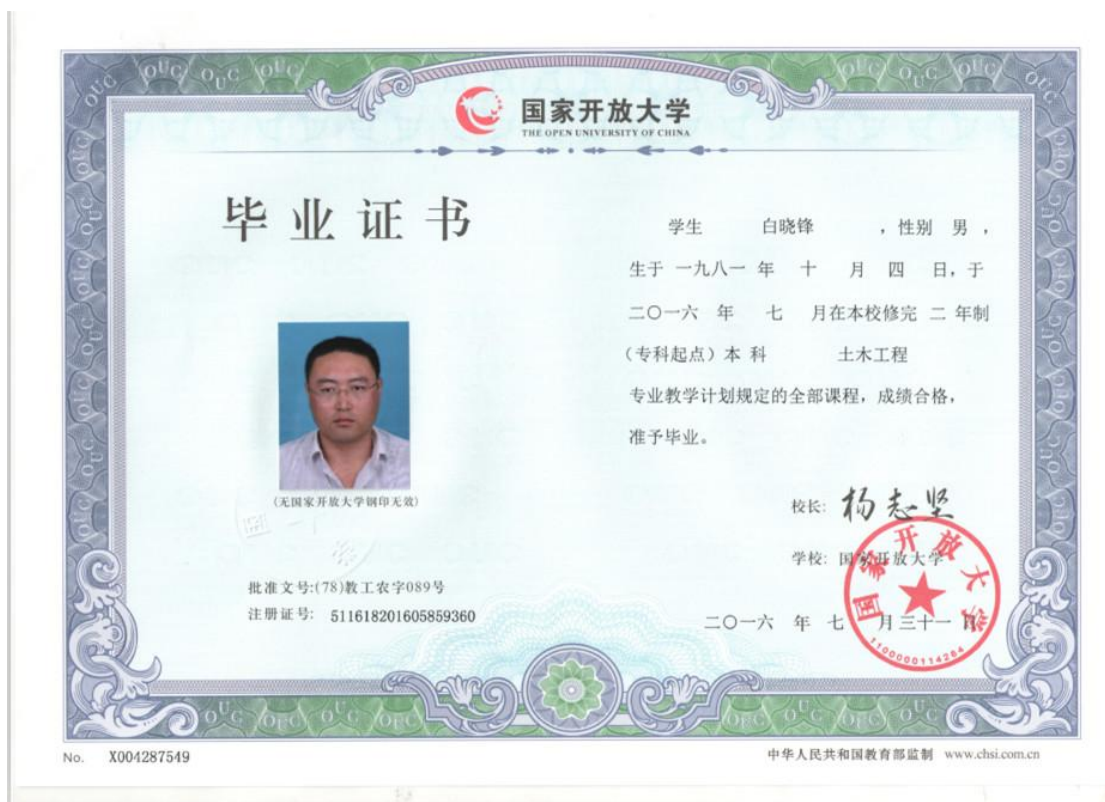 国家开放大学
THE OPEN UNIVERSITY OF CHINA
毕业证书
(无国家开放大学钢印无效)
批准文号:(78)教工农字089号
注册证号: 511618201605859360
学生 白晓锋 ,性别 男 ,
生于 一九八一 年 十 月 四 日,于
二〇一六 年 七 月在本校修完 二 年制
(专科起点)本 科 土木工程
专业教学计划规定的全部课程,成绩合格,
准予毕业。
校长: 杨志坚
学校: 国家开放大学
二〇一六 年 七 月三十一 日
国家开放大学
1100000114284
No. X004287549
中华人民共和国教育部监制 www.chsi.com.cn